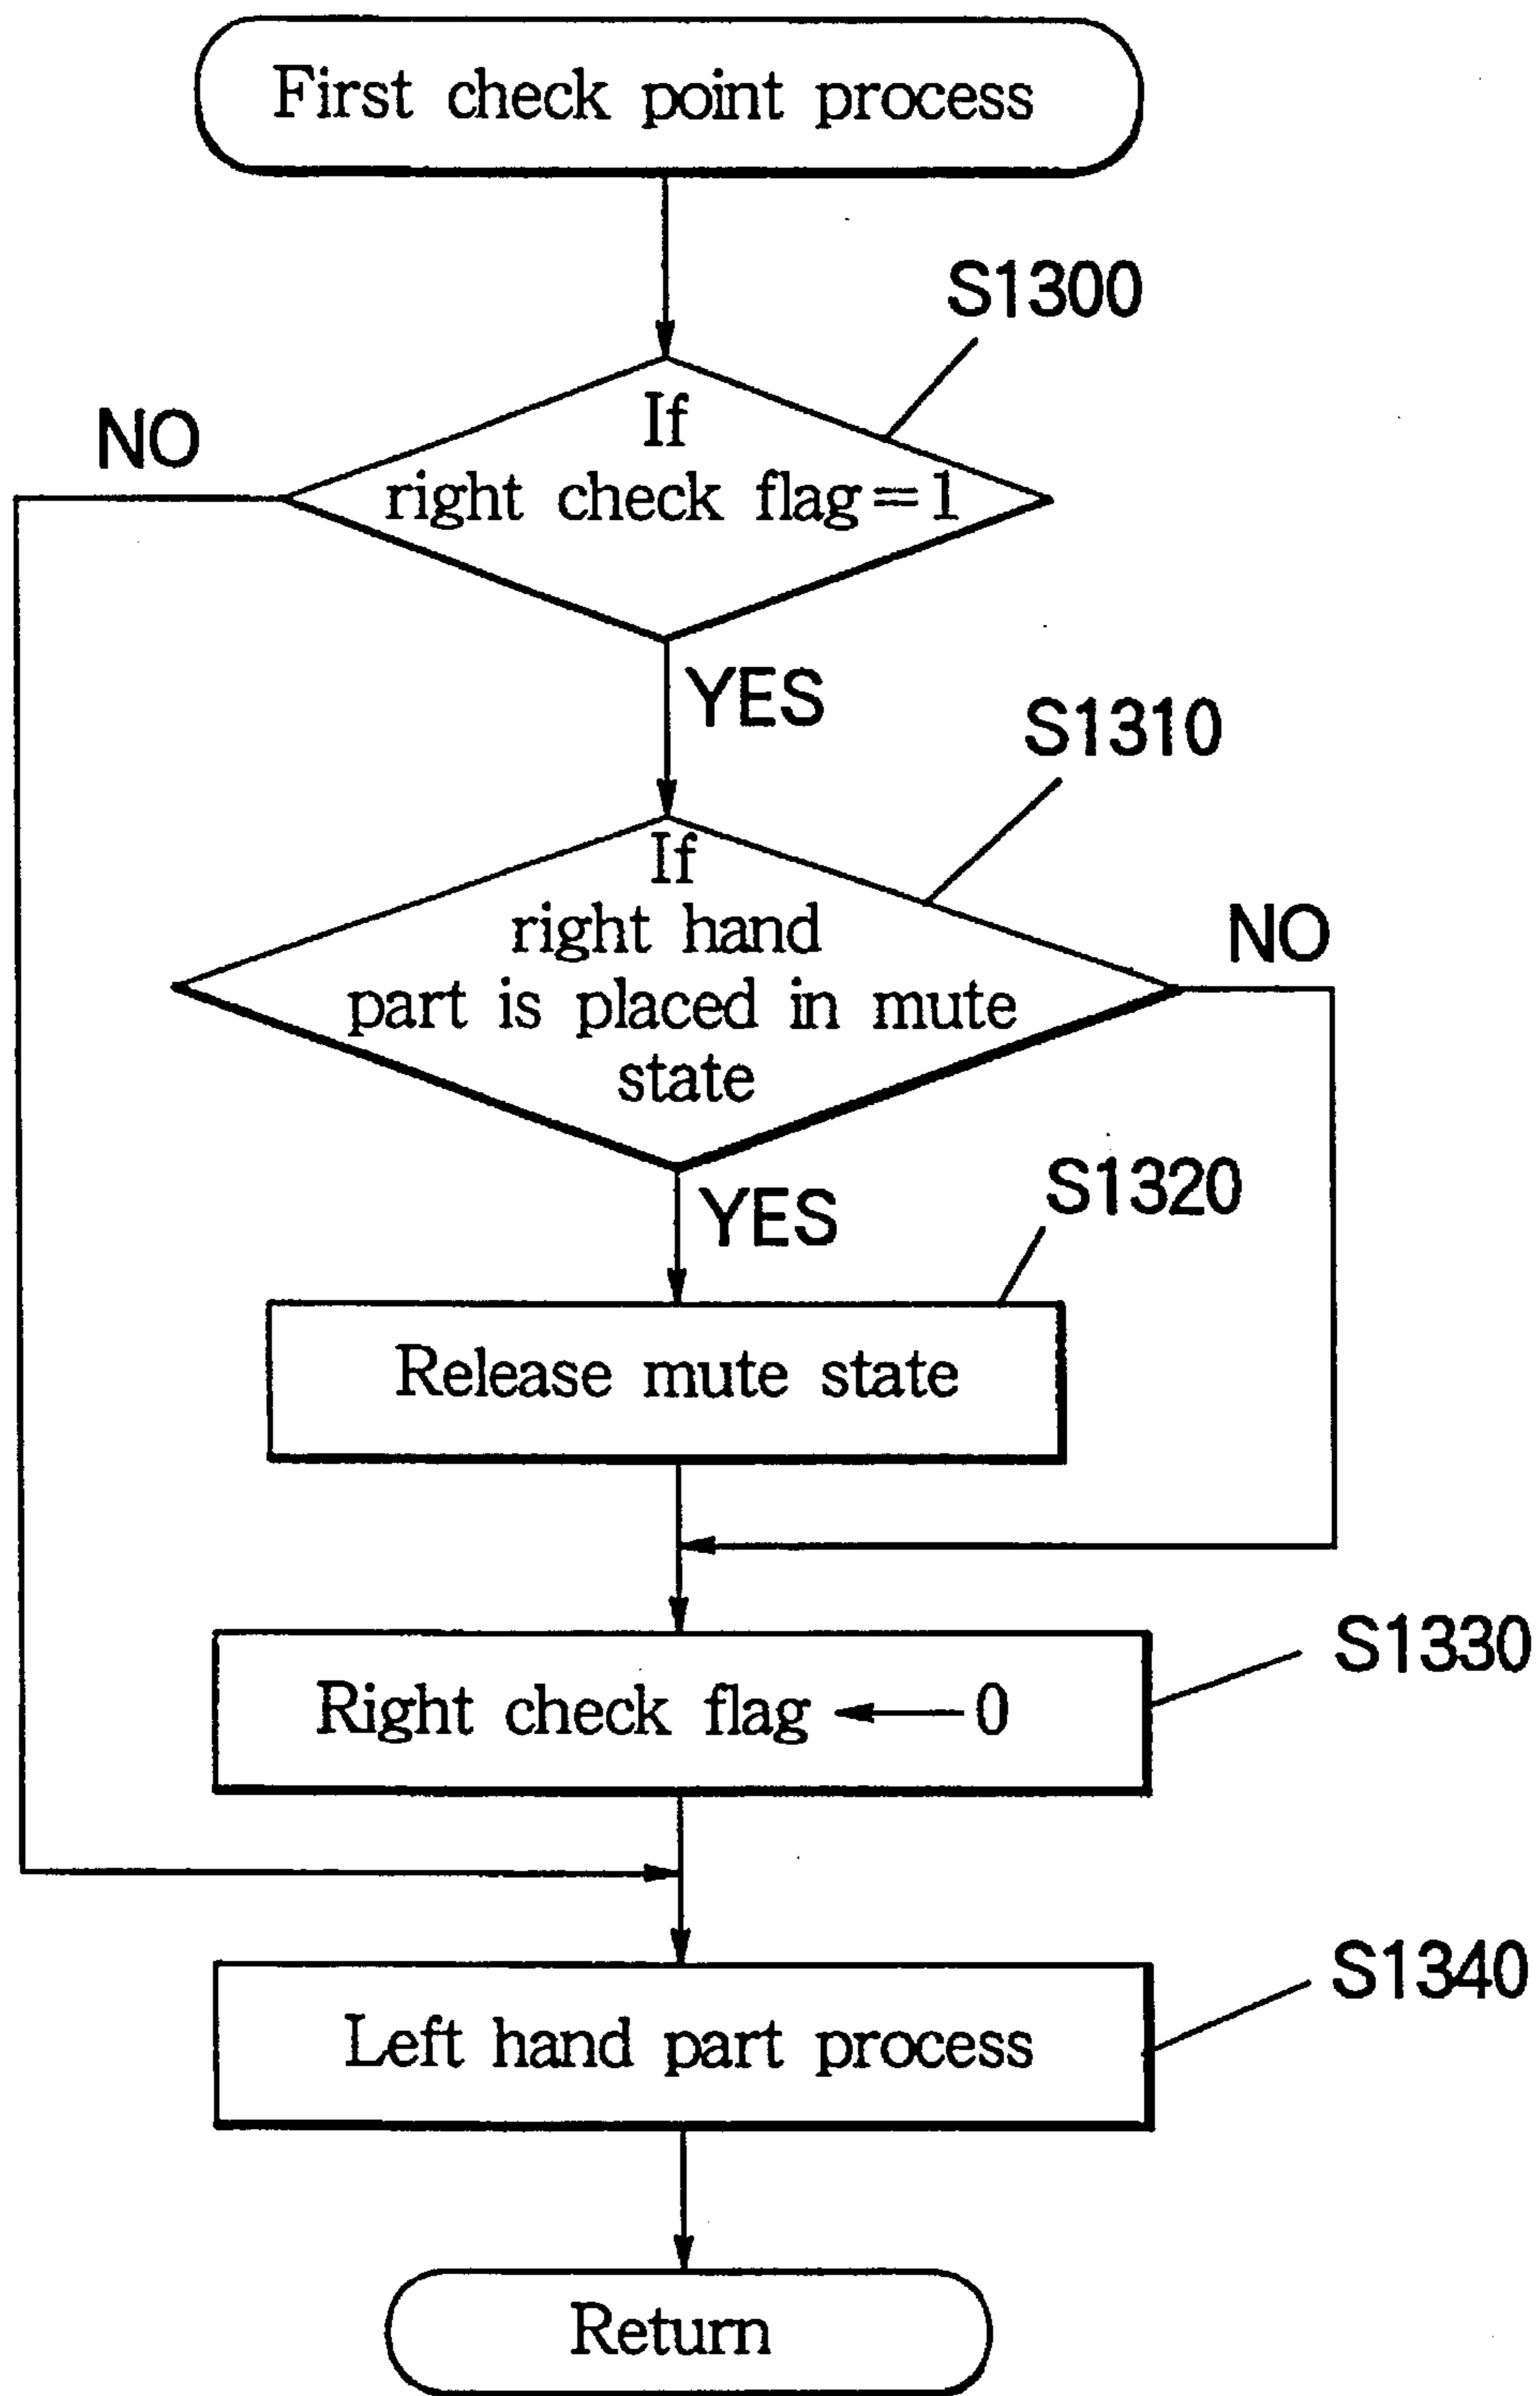 First check point process
S1300
If
right check flag=1
NO
YES
S1310
If
right hand
part is placed in mute
state
NO
YES
S1320
Release mute state
Right check flag ← 0
S1330
Left hand part process
S1340
Return